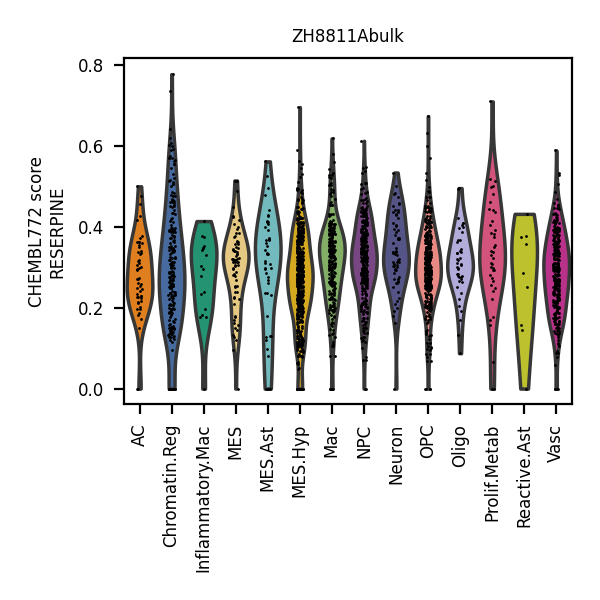 ZH8811Abulk
CHEMBL772 score
RESERPINE
0.8
0.6
0.4
0.2
0.0
AC
Chromatin.Reg
Inflammatory.Mac
MES
MES.Ast
MES.Hyp
Mac
NPC
Neuron
OPC
Oligo
Prolif.Metab
Reactive.Ast
Vasc